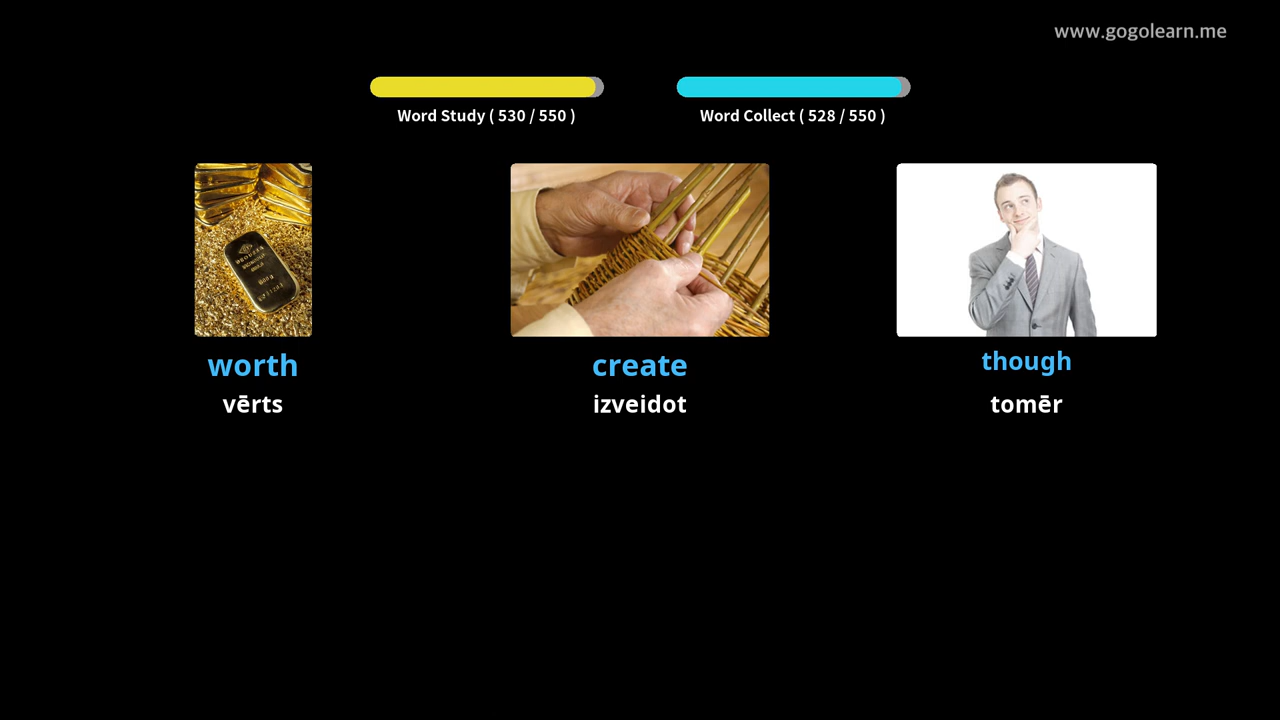 www.gogolearn.me
Word Study ( 530 / 550 )
Word Collect ( 528 / 550 )
worth
create
though
vērts
izveidot
tomēr